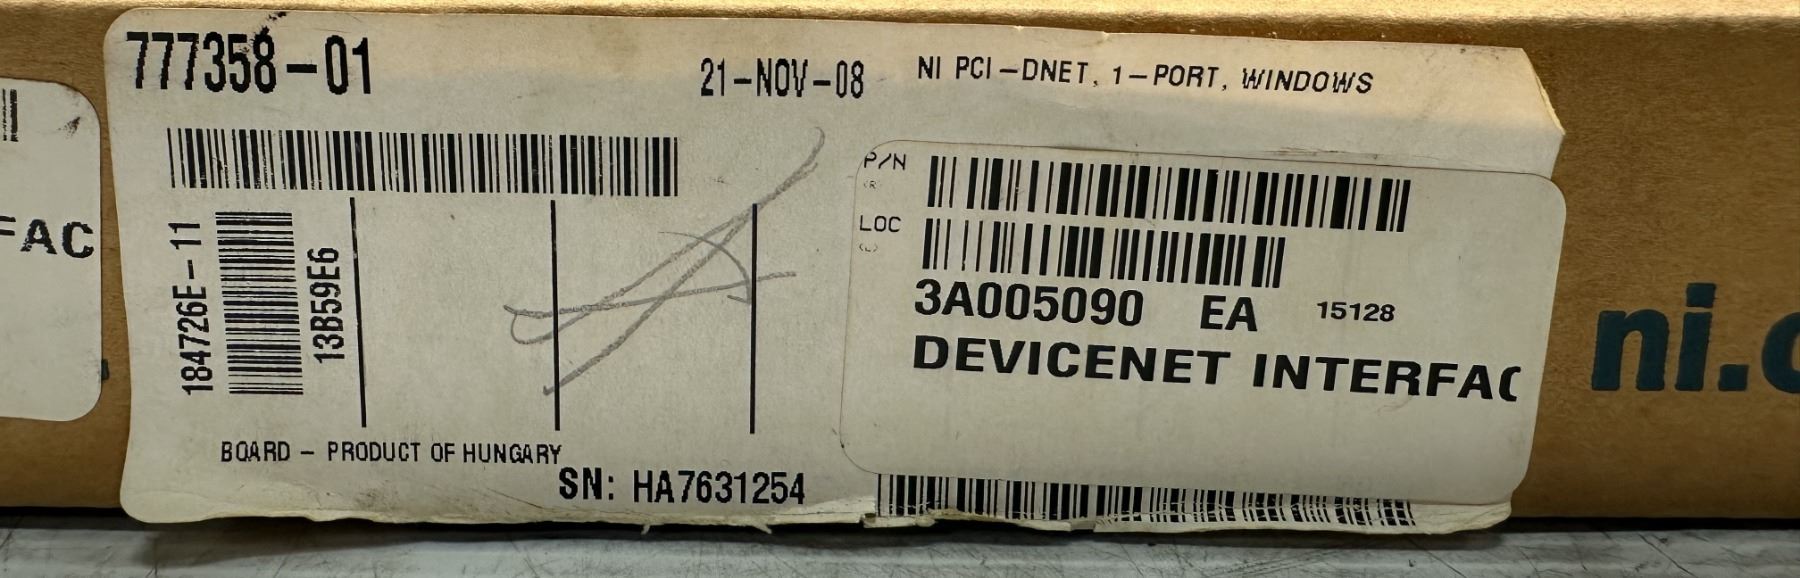 777358-01
21-NOV-08
NI PCI-DNET, 1-PORT, WINDOWS
P/N
(R)
LOC
(L)
3A005090 EA 15128
DEVICENET INTERFAC
184726E-11
13B59E6
BOARD - PRODUCT OF HUNGARY
SN: HA7631254
FAC
ni.c